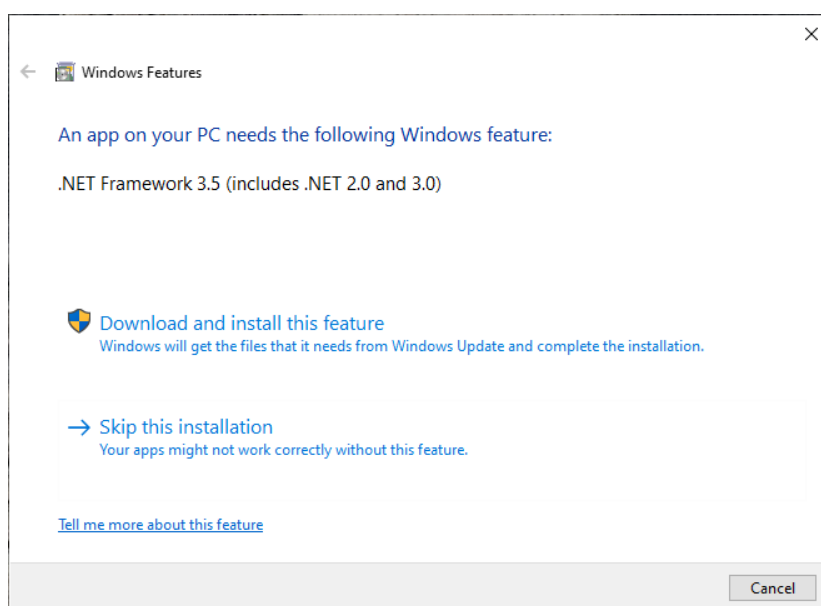 Windows Features
An app on your PC needs the following Windows feature:
.NET Framework 3.5 (includes .NET 2.0 and 3.0)
Download and install this feature
Windows will get the files that it needs from Windows Update and complete the installation.
Skip this installation
Your apps might not work correctly without this feature.
Tell me more about this feature
Cancel